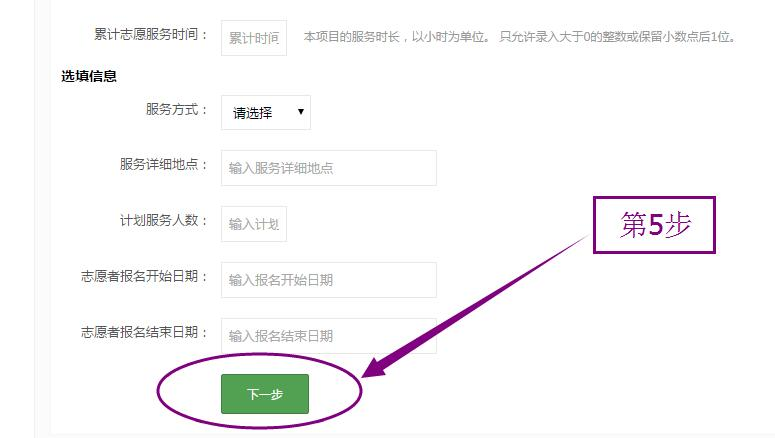 累计志愿服务时间： 累计时间 本项目的服务时长，以小时为单位。 只允许录入大于0的整数或保留小数点后1位。
选填信息
服务方式： 请选择
服务详细地点： 输入服务详细地点
计划服务人数： 输入计划
第5步
志愿者报名开始日期： 输入报名开始日期
志愿者报名结束日期： 输入报名结束日期
下一步